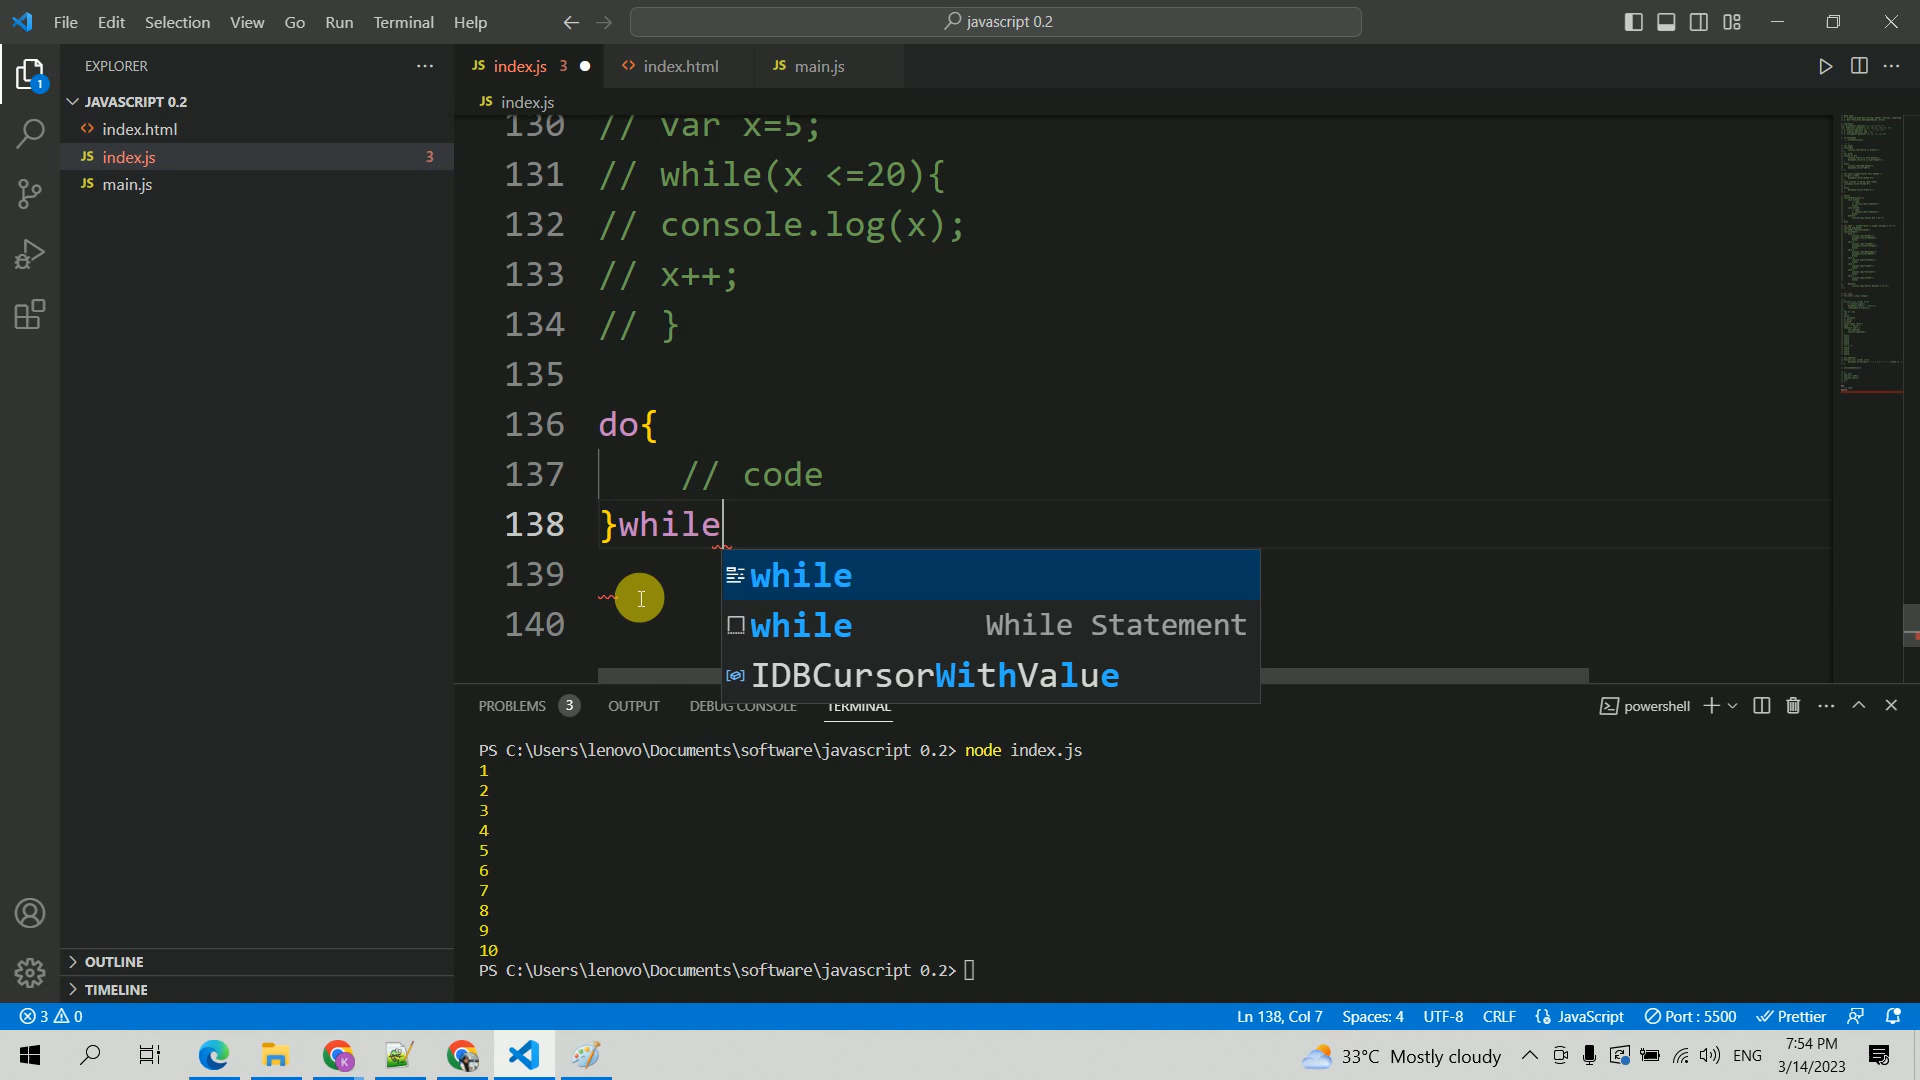 File Edit Selection View Go Run Terminal Help
javascript 0.2
EXPLORER
JS index.js 3
index.html
JS main.js
1
JAVASCRIPT 0.2
index.html
JS index.js 3
JS main.js
JS index.js
130 // var x=5;
131 // while(x <=20){
132 // console.log(x);
133 // x++;
134 // }
135
136 do{
137 // code
138 }while
139
140
while
while While Statement
IDBCursorWithValue
PROBLEMS 3 OUTPUT DEBUG CONSOLE TERMINAL
powershell
PS C:\Users\lenovo\Documents\software\javascript 0.2> node index.js
1
2
3
4
5
6
7
8
9
10
PS C:\Users\lenovo\Documents\software\javascript 0.2>
OUTLINE
TIMELINE
3 0
Ln 138, Col 7 Spaces: 4 UTF-8 CRLF JavaScript Port : 5500 Prettier
K
33°C Mostly cloudy
ENG
7:54 PM
3/14/2023